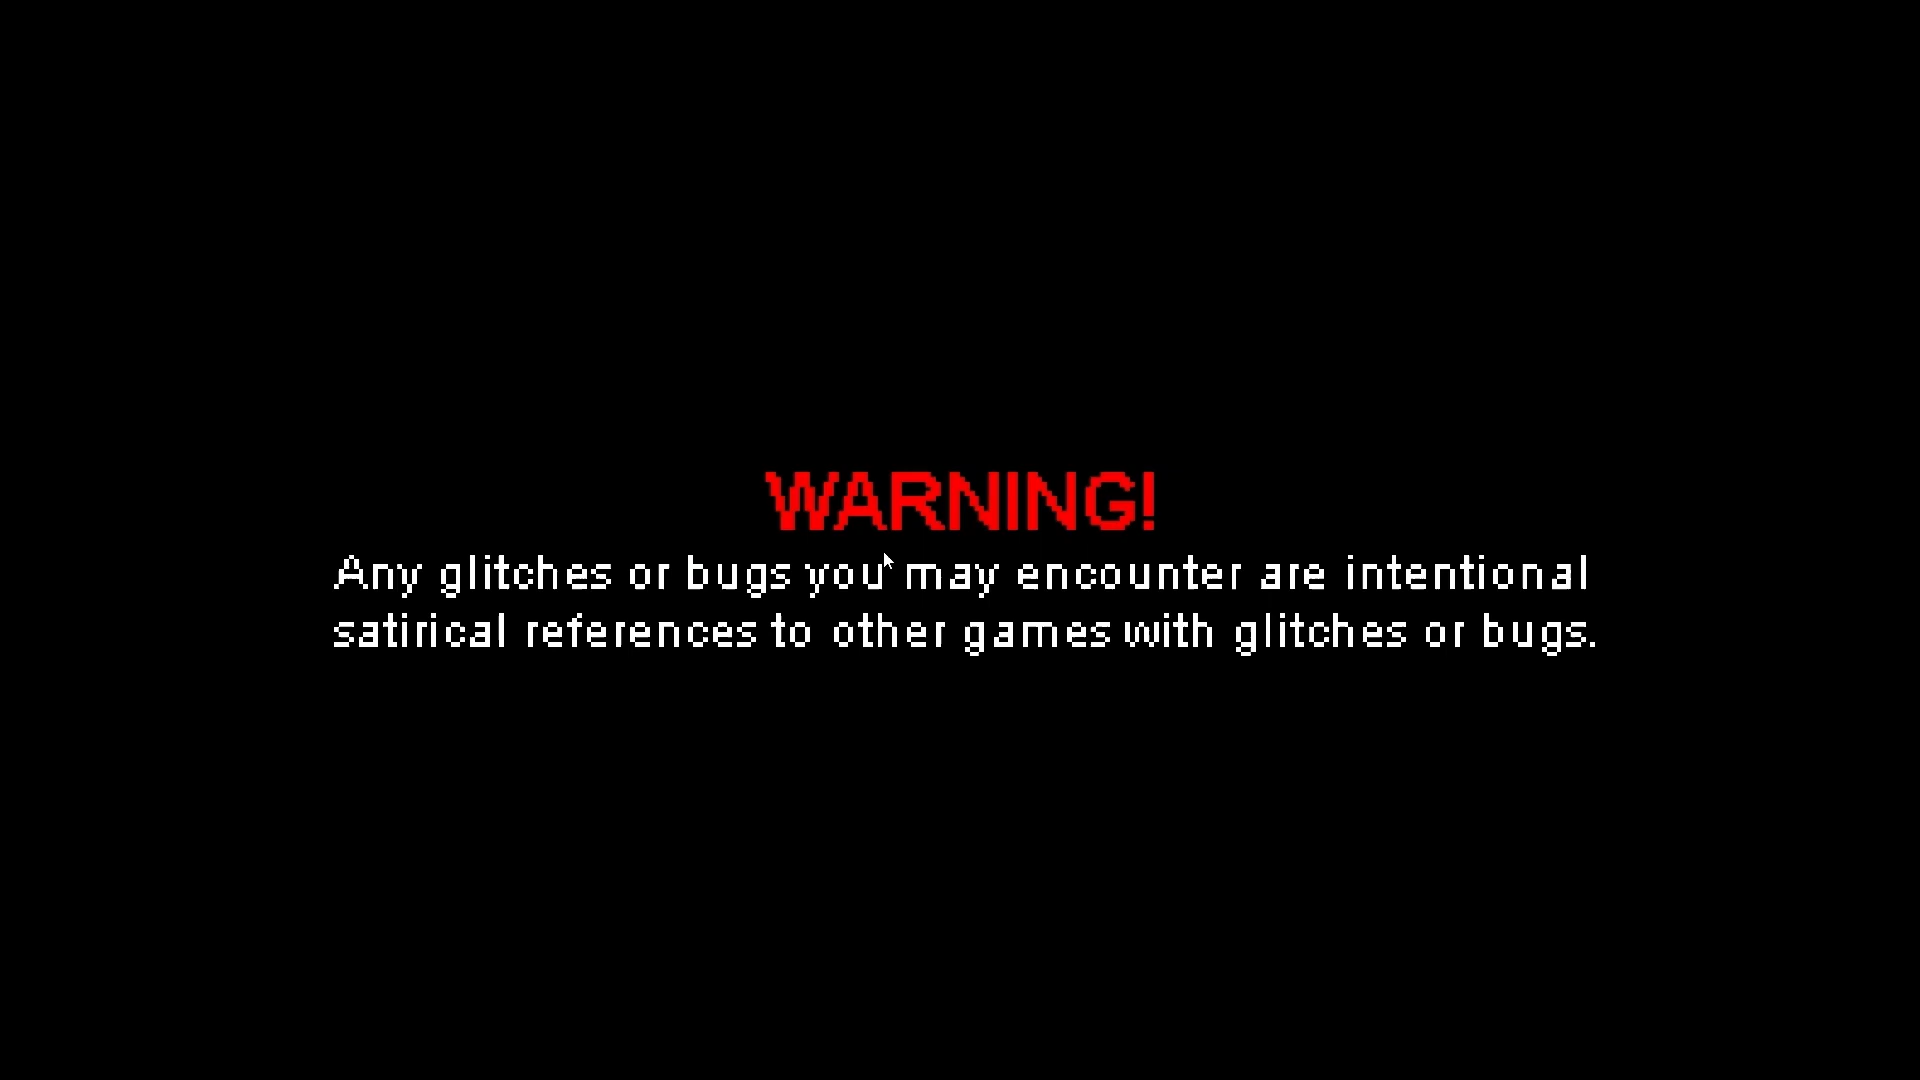 WARNING!
Any glitches or bugs you may encounter are intentional
satirical references to other games with glitches or bugs.